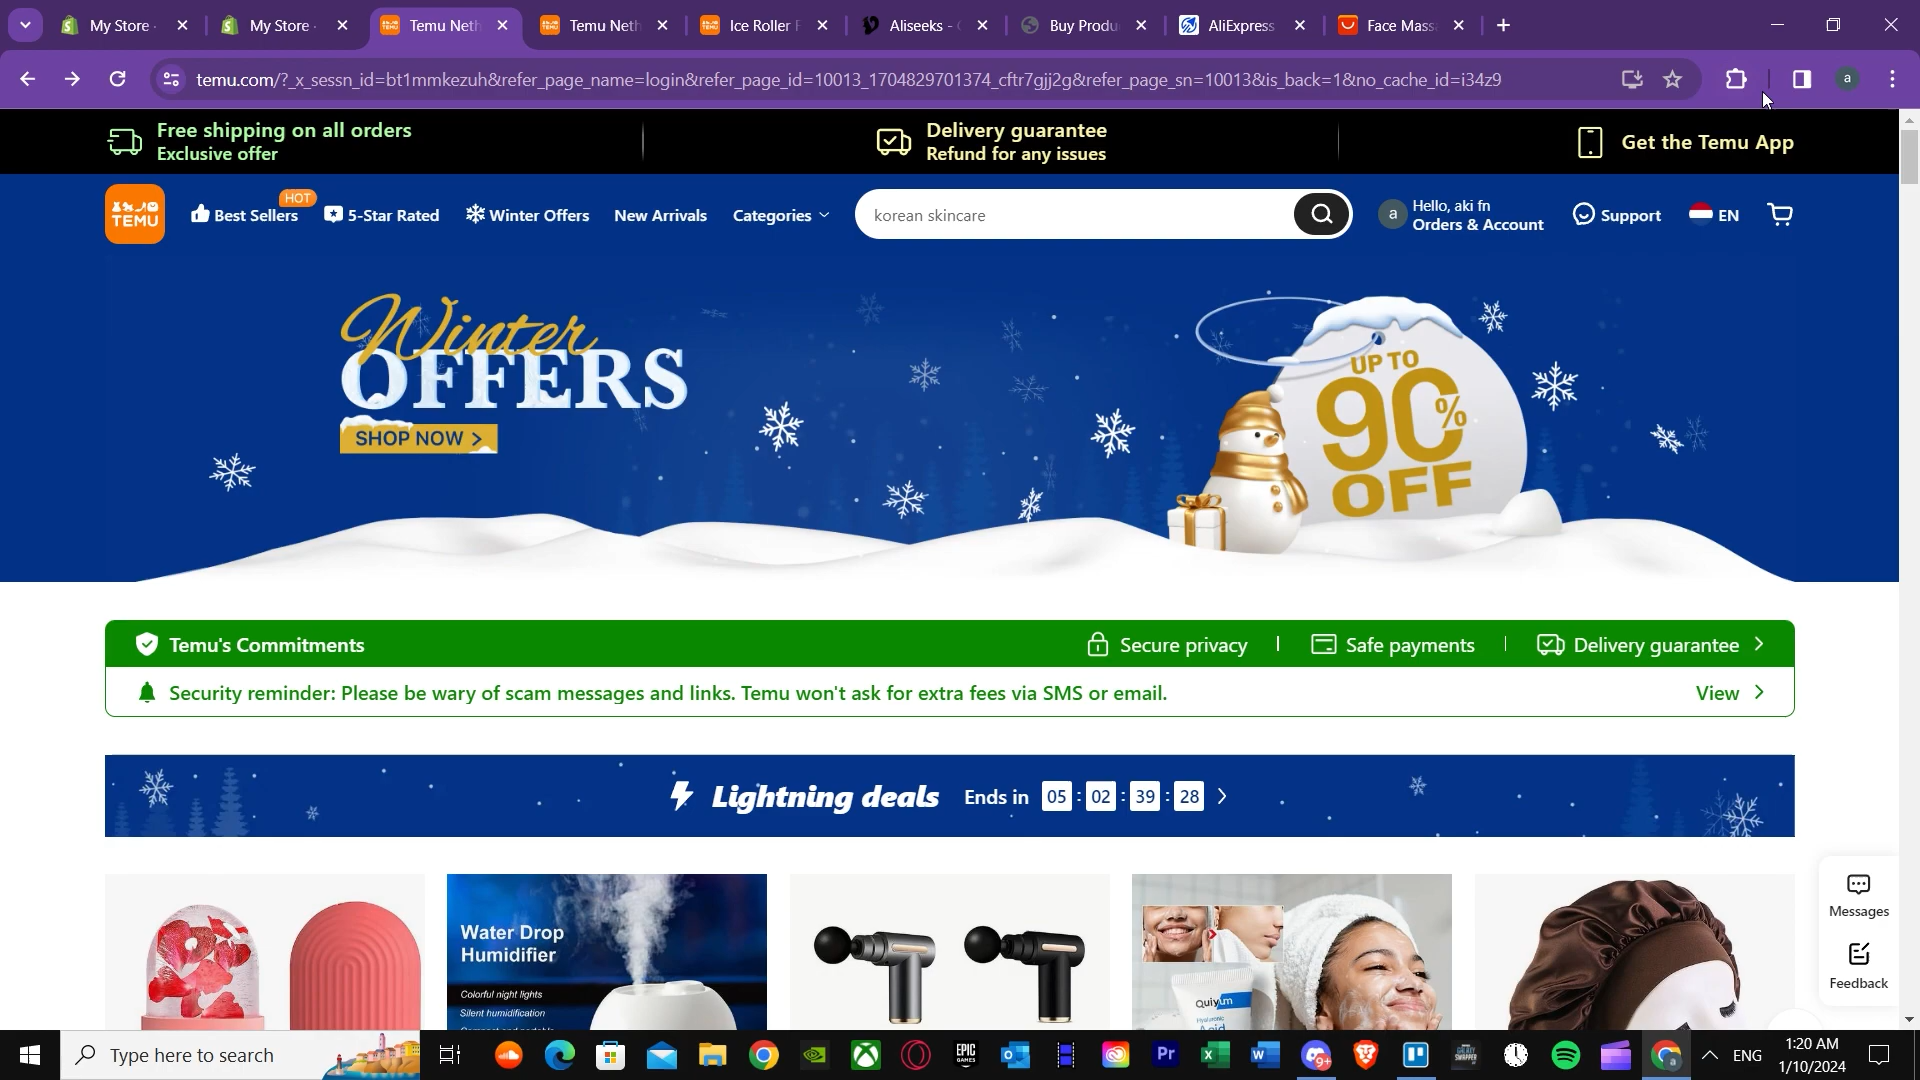 My Store -
My Store -
Temu Neth
Temu Neth
Ice Roller F
Aliseeks -
Buy Produ
AliExpress
Face Mass
temu.com/?_x_sessn_id=bt1mmkezuh&refer_page_name=login&refer_page_id=10013_1704829701374_cftr7gjj2g&refer_page_sn=10013&is_back=1&no_cache_id=i34z9
a
Free shipping on all orders
Exclusive offer
Delivery guarantee
Refund for any issues
Get the Temu App
TEMU
Best Sellers
HOT
5-Star Rated
Winter Offers
New Arrivals
Categories
korean skincare
a
Hello, aki fn
Orders & Account
Support
EN
Winter
OFFERS
SHOP NOW >
UP TO
90%
OFF
Temu's Commitments
Secure privacy
Safe payments
Delivery guarantee
Security reminder: Please be wary of scam messages and links. Temu won't ask for extra fees via SMS or email.
View
Lightning deals
Ends in 05 : 02 : 39 : 28
Water Drop
Humidifier
Colorful night lights
Silent humidification
Messages
Feedback
Type here to search
EPIC
GAMES
Pr
9+
a
ENG
1:20 AM
1/10/2024